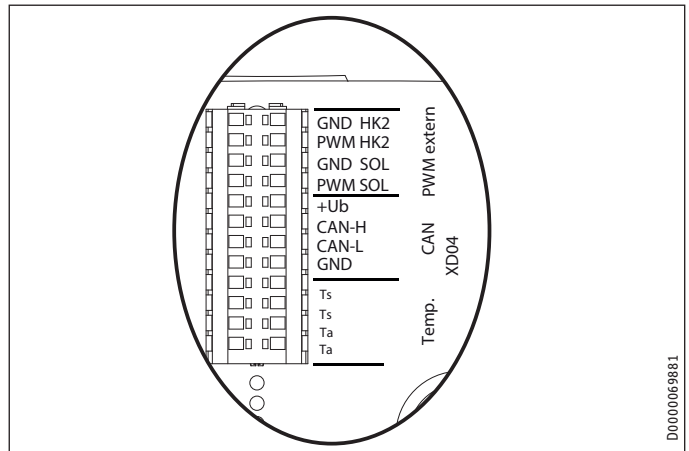 GND HK2
PWM HK2
GND SOL
PWM SOL
PWM extern
+Ub
CAN-H
CAN-L
GND
CAN
XD04
Ts
Ts
Ta
Ta
Temp.
D0000069881